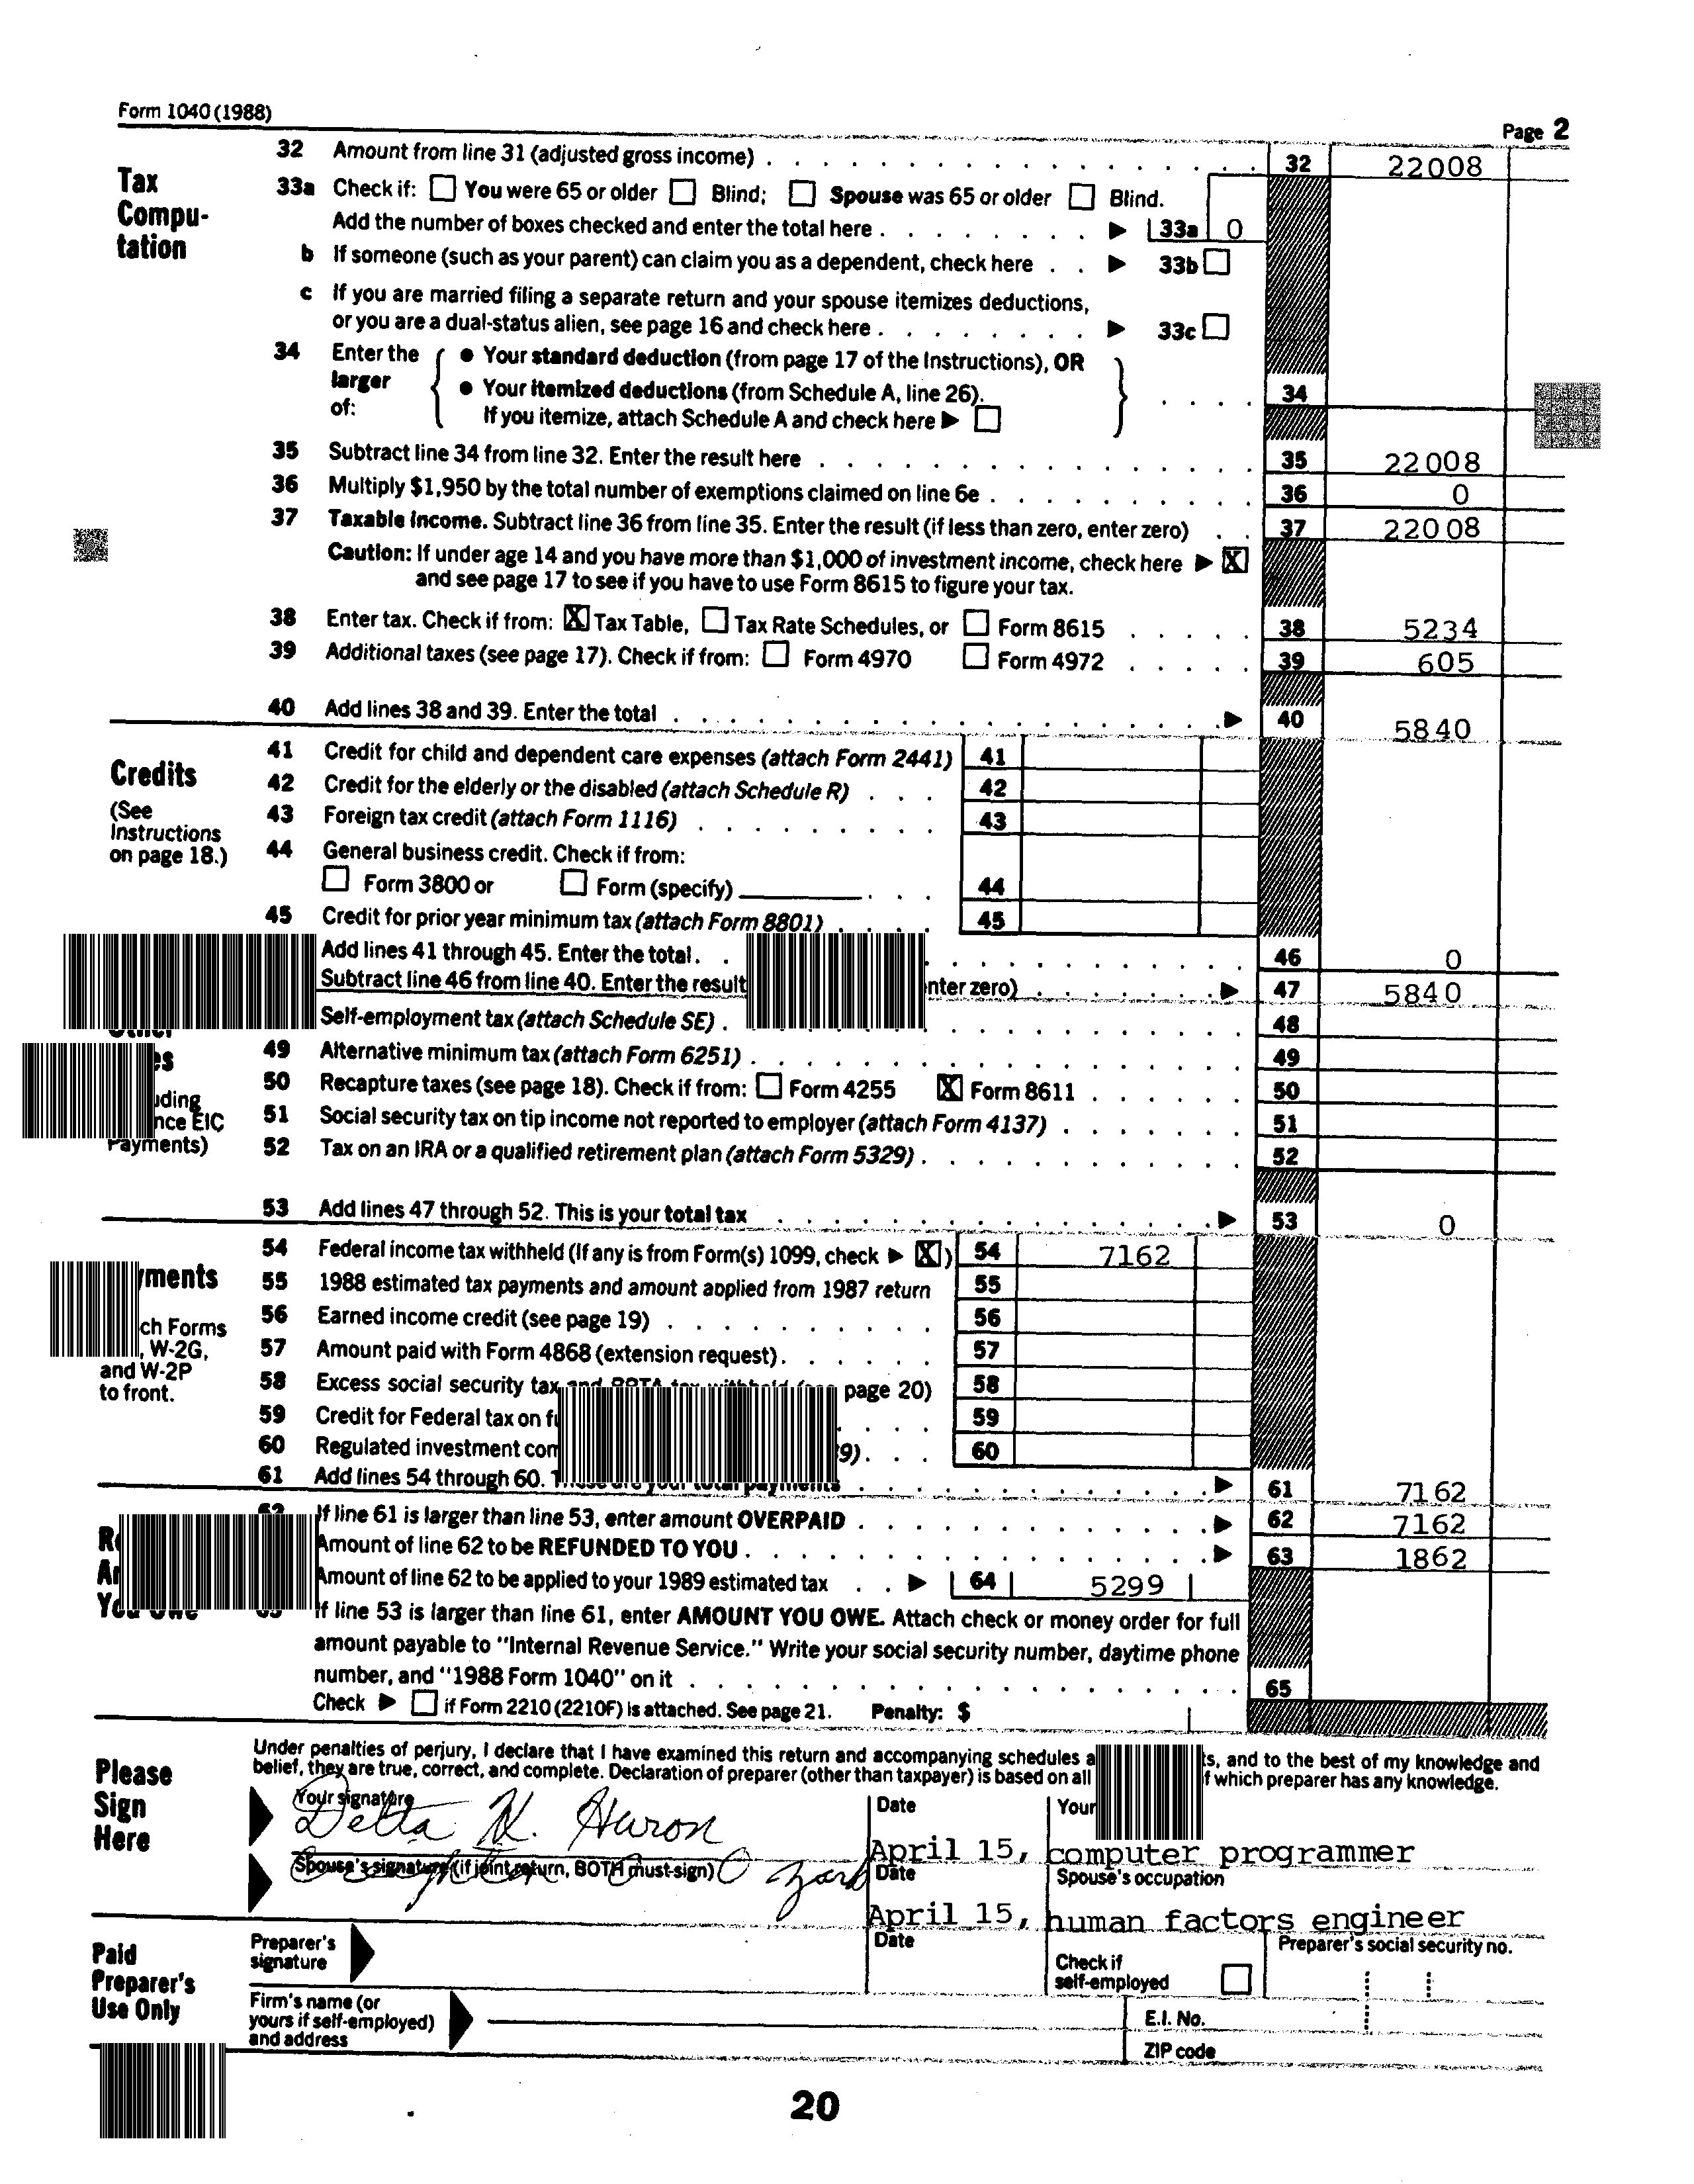 Form 1040 (1988)
Page 2
Tax Compu- tation
32 Amount from line 31 (adjusted gross income) 32 22008
33a Check if: You were 65 or older Blind; Spouse was 65 or older Blind.
Add the number of boxes checked and enter the total here 33a 0
b If someone (such as your parent) can claim you as a dependent, check here 33b
c If you are married filing a separate return and your spouse itemizes deductions,
or you are a dual-status alien, see page 16 and check here 33c
34 Enter the larger of: • Your standard deduction (from page 17 of the Instructions), OR
• Your itemized deductions (from Schedule A, line 26). 34
If you itemize, attach Schedule A and check here
35 Subtract line 34 from line 32. Enter the result here 35 22008
36 Multiply $1,950 by the total number of exemptions claimed on line 6e 36 0
37 Taxable income. Subtract line 36 from line 35. Enter the result (if less than zero, enter zero) 37 22008
Caution: If under age 14 and you have more than $1,000 of investment income, check here X
and see page 17 to see if you have to use Form 8615 to figure your tax.
38 Enter tax. Check if from: X Tax Table, Tax Rate Schedules, or Form 8615 38 5234
39 Additional taxes (see page 17). Check if from: Form 4970 Form 4972 39 605
40 Add lines 38 and 39. Enter the total 40 5840
Credits
(See Instructions on page 18.)
41 Credit for child and dependent care expenses (attach Form 2441) 41
42 Credit for the elderly or the disabled (attach Schedule R) 42
43 Foreign tax credit (attach Form 1116) 43
44 General business credit. Check if from:
Form 3800 or Form (specify) 44
45 Credit for prior year minimum tax (attach Form 8801) 45
Add lines 41 through 45. Enter the total. 46 0
Subtract line 46 from line 40. Enter the result nter zero) 47 5840
Self-employment tax (attach Schedule SE) 48
49 Alternative minimum tax (attach Form 6251) 49
nce EIC Payments)
50 Recapture taxes (see page 18). Check if from: Form 4255 X Form 8611 50
51 Social security tax on tip income not reported to employer (attach Form 4137) 51
52 Tax on an IRA or a qualified retirement plan (attach Form 5329) 52
53 Add lines 47 through 52. This is your total tax 53 0
yments
ch Forms , W-2G, and W-2P to front.
54 Federal income tax withheld (If any is from Form(s) 1099, check X) 54 7162
55 1988 estimated tax payments and amount applied from 1987 return 55
56 Earned income credit (see page 19) 56
57 Amount paid with Form 4868 (extension request) 57
58 Excess social security tax page 20) 58
59 Credit for Federal tax on 59
60 Regulated investment com 9) 60
61 Add lines 54 through 60. These are your total payments 61 7162
62 If line 61 is larger than line 53, enter amount OVERPAID 62 7162
Amount of line 62 to be REFUNDED TO YOU 63 1862
Amount of line 62 to be applied to your 1989 estimated tax 64 5299
If line 53 is larger than line 61, enter AMOUNT YOU OWE. Attach check or money order for full
amount payable to "Internal Revenue Service." Write your social security number, daytime phone
number, and "1988 Form 1040" on it 65
Check if Form 2210 (2210F) is attached. See page 21. Penalty: $
Please Sign Here
Under penalties of perjury, I declare that I have examined this return and accompanying schedules a ts, and to the best of my knowledge and
belief, they are true, correct, and complete. Declaration of preparer (other than taxpayer) is based on all f which preparer has any knowledge.
Your signature Date Your
Delta N. Huron April 15, computer programmer
Spouse's signature (if joint return, BOTH must sign) Date Spouse's occupation
Ozark April 15, human factors engineer
Paid Preparer's Use Only
Preparer's signature Date Check if self-employed Preparer's social security no.
Firm's name (or yours if self-employed) and address E.I. No.
ZIP code
20